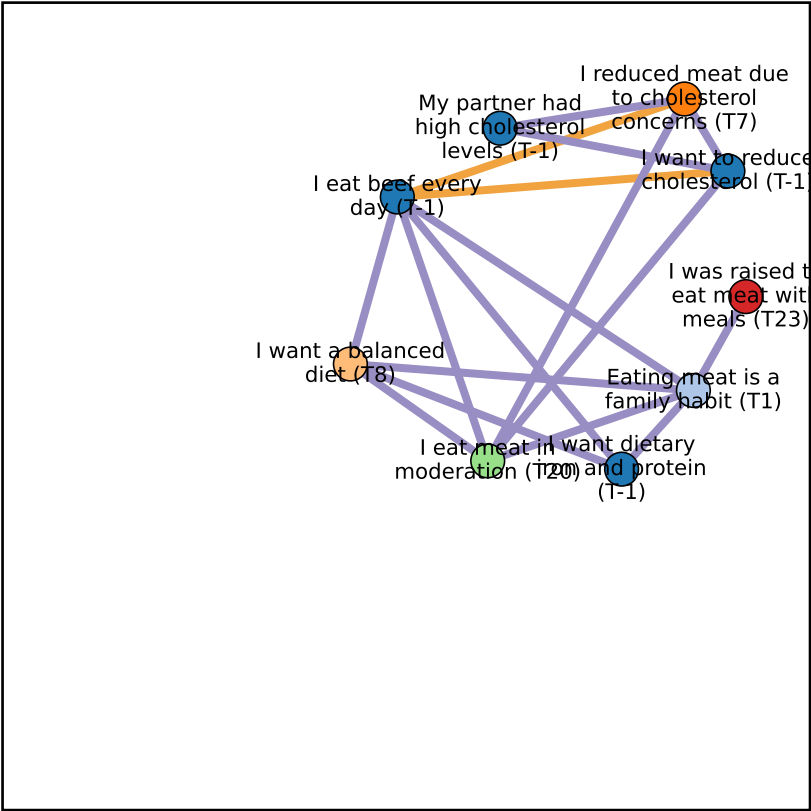 I reduced meat due
to cholesterol
concerns (T7)
My partner had
high cholesterol
levels (T-1)
I want to reduce
cholesterol (T-1)
I eat beef every
day (T-1)
I was raised t
eat meat wit
meals (T23)
I want a balanced
diet (T8)
Eating meat is a
family habit (T1)
I eat meat in
moderation (T20)
I want dietary
iron and protein
(T-1)